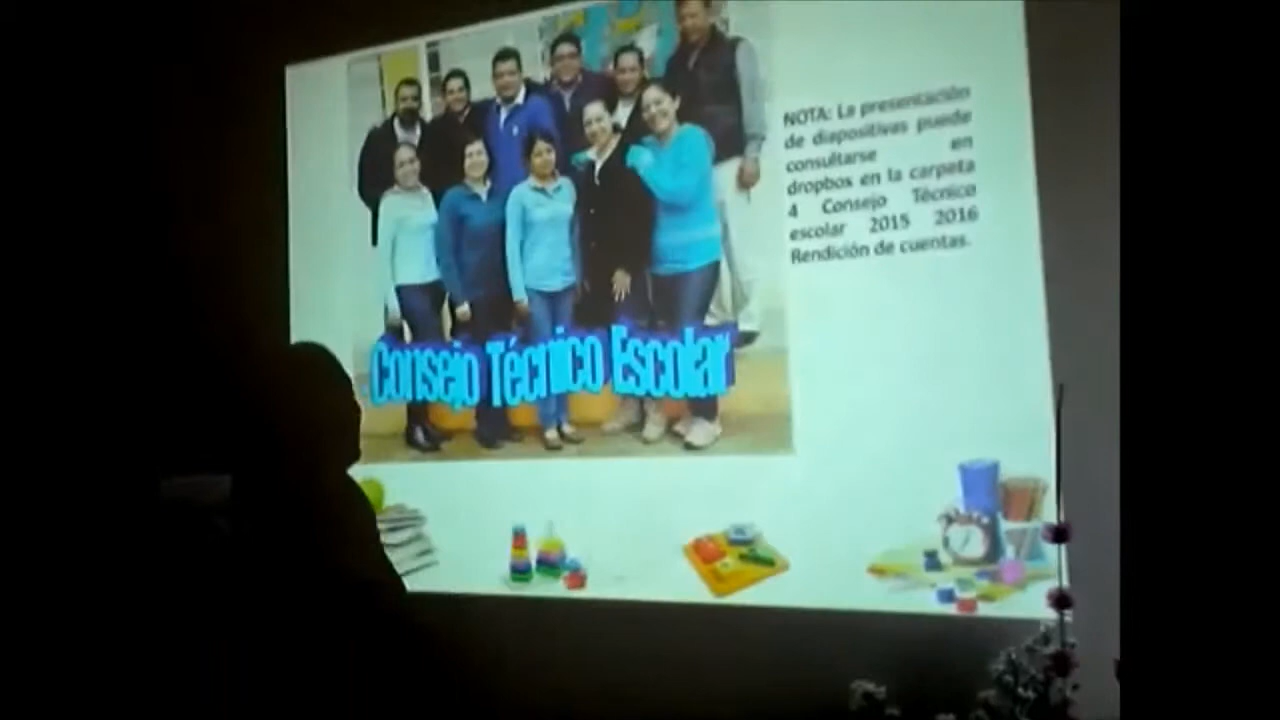 NOTA: La presentación
de diapositivas puede
consultarse en
dropbos en la carpeta
4 Consejo Técnico
escolar 2015 2016
Rendición de cuentas.
Consejo Técnico Escolar